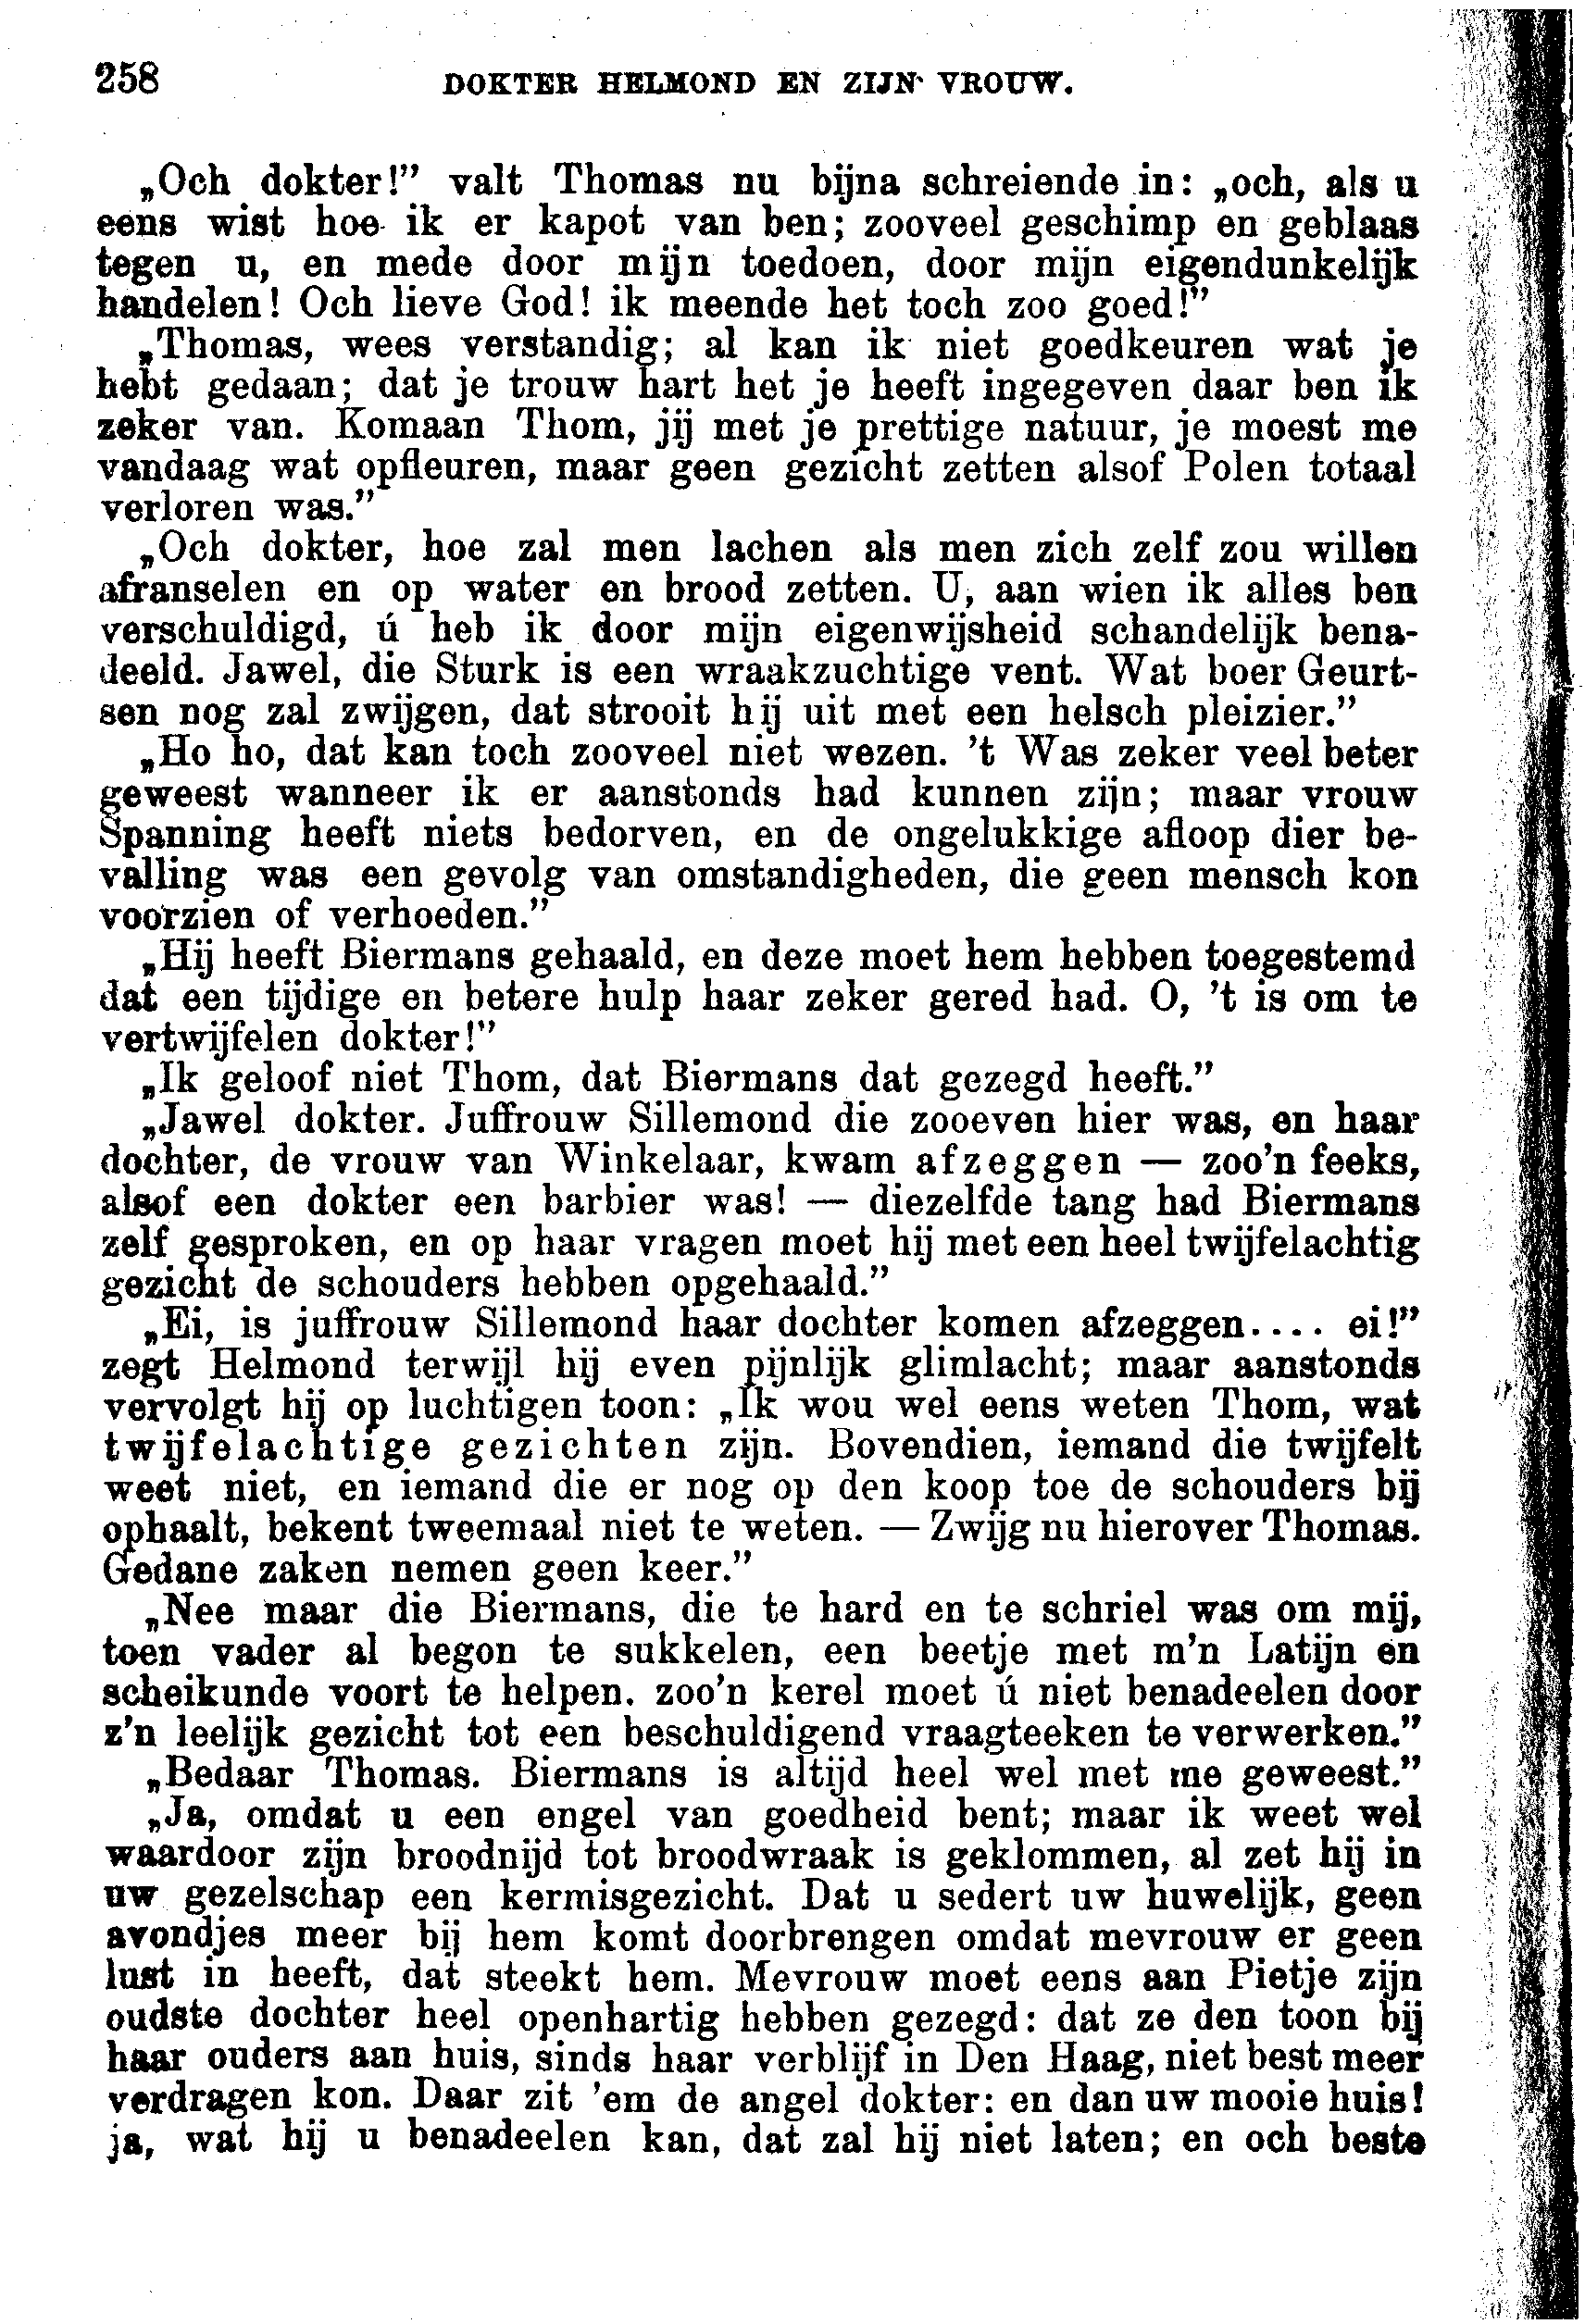 258 DOKTER HELMOND EN ZIJN VROUW.
„Och dokter!” valt Thomas nu bijna schreiende in: „och, als u
eens wist hoe ik er kapot van ben; zooveel geschimp en geblaas
tegen u, en mede door mijn toedoen, door mijn eigendunkelijk
handelen! Och lieve God! ik meende het toch zoo goed!”
„Thomas, wees verstandig; al kan ik niet goedkeuren wat je
hebt gedaan; dat je trouw hart het je heeft ingegeven daar ben ik
zeker van. Komaan Thom, jij met je prettige natuur, je moest me
vandaag wat opfleuren, maar geen gezicht zetten alsof Polen totaal
verloren was.”
„Och dokter, hoe zal men lachen als men zich zelf zou willen
afranselen en op water en brood zetten. U, aan wien ik alles ben
verschuldigd, ú heb ik door mijn eigenwijsheid schandelijk bena-
deeld. Jawel, die Sturk is een wraakzuchtige vent. Wat boer Geurt-
sen nog zal zwijgen, dat strooit hij uit met een helsch pleizier.”
„Ho ho, dat kan toch zooveel niet wezen. 't Was zeker veel beter
geweest wanneer ik er aanstonds had kunnen zijn; maar vrouw
Spanning heeft niets bedorven, en de ongelukkige afloop dier be-
valling was een gevolg van omstandigheden, die geen mensch kon
voorzien of verhoeden.”
„Hij heeft Biermans gehaald, en deze moet hem hebben toegestemd
dat een tijdige en betere hulp haar zeker gered had. O, 't is om te
vertwijfelen dokter!”
„Ik geloof niet Thom, dat Biermans dat gezegd heeft.”
„Jawel dokter. Juffrouw Sillemond die zooeven hier was, en haar
dochter, de vrouw van Winkelaar, kwam afzeggen — zoo'n feeks,
alsof een dokter een barbier was! — diezelfde tang had Biermans
zelf gesproken, en op haar vragen moet hij met een heel twijfelachtig
gezicht de schouders hebben opgehaald.”
„Ei, is juffrouw Sillemond haar dochter komen afzeggen.... ei!”
zegt Helmond terwijl hij even pijnlijk glimlacht; maar aanstonds
vervolgt hij op luchtigen toon: „Ik wou wel eens weten Thom, wat
twijfelachtige gezichten zijn. Bovendien, iemand die twijfelt
weet niet, en iemand die er nog op den koop toe de schouders bij
ophaalt, bekent tweemaal niet te weten. — Zwijg nu hierover Thomas.
Gedane zaken nemen geen keer.”
„Nee maar die Biermans, die te hard en te schriel was om mij,
toen vader al begon te sukkelen, een beetje met m'n Latijn en
scheikunde voort te helpen. zoo'n kerel moet ú niet benadeelen door
z'n leelijk gezicht tot een beschuldigend vraagteeken te verwerken.”
„Bedaar Thomas. Biermans is altijd heel wel met me geweest.”
„Ja, omdat u een engel van goedheid bent; maar ik weet wel
waardoor zijn broodnijd tot broodwraak is geklommen, al zet hij in
uw gezelschap een kermisgezicht. Dat u sedert uw huwelijk, geen
avondjes meer bij hem komt doorbrengen omdat mevrouw er geen
lust in heeft, dat steekt hem. Mevrouw moet eens aan Pietje zijn
oudste dochter heel openhartig hebben gezegd: dat ze den toon bij
haar ouders aan huis, sinds haar verblijf in Den Haag, niet best meer
verdragen kon. Daar zit 'em de angel dokter: en dan uw mooie huis!
ja, wat hij u benadeelen kan, dat zal hij niet laten; en och beste